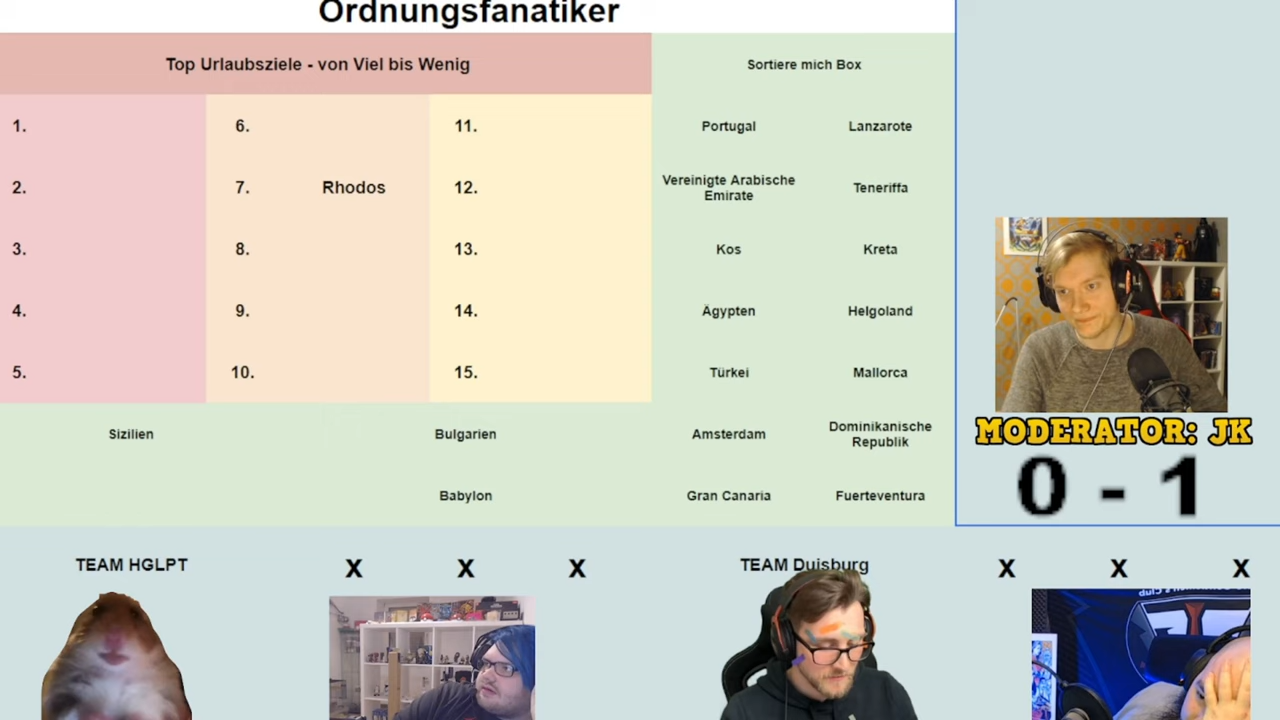 Ordnungsfanatiker
Top Urlaubsziele - von Viel bis Wenig
Sortiere mich Box
1.
6.
11.
Portugal
Lanzarote
2.
7.
Rhodos
12.
Vereinigte Arabische
Emirate
Teneriffa
3.
8.
13.
Kos
Kreta
4.
9.
14.
Ägypten
Helgoland
5.
10.
15.
Türkei
Mallorca
Sizilien
Bulgarien
Amsterdam
Dominikanische
Republik
Babylon
Gran Canaria
Fuerteventura
MODERATOR: JK
0 - 1
TEAM HGLPT
X X X
TEAM Duisburg
X X X